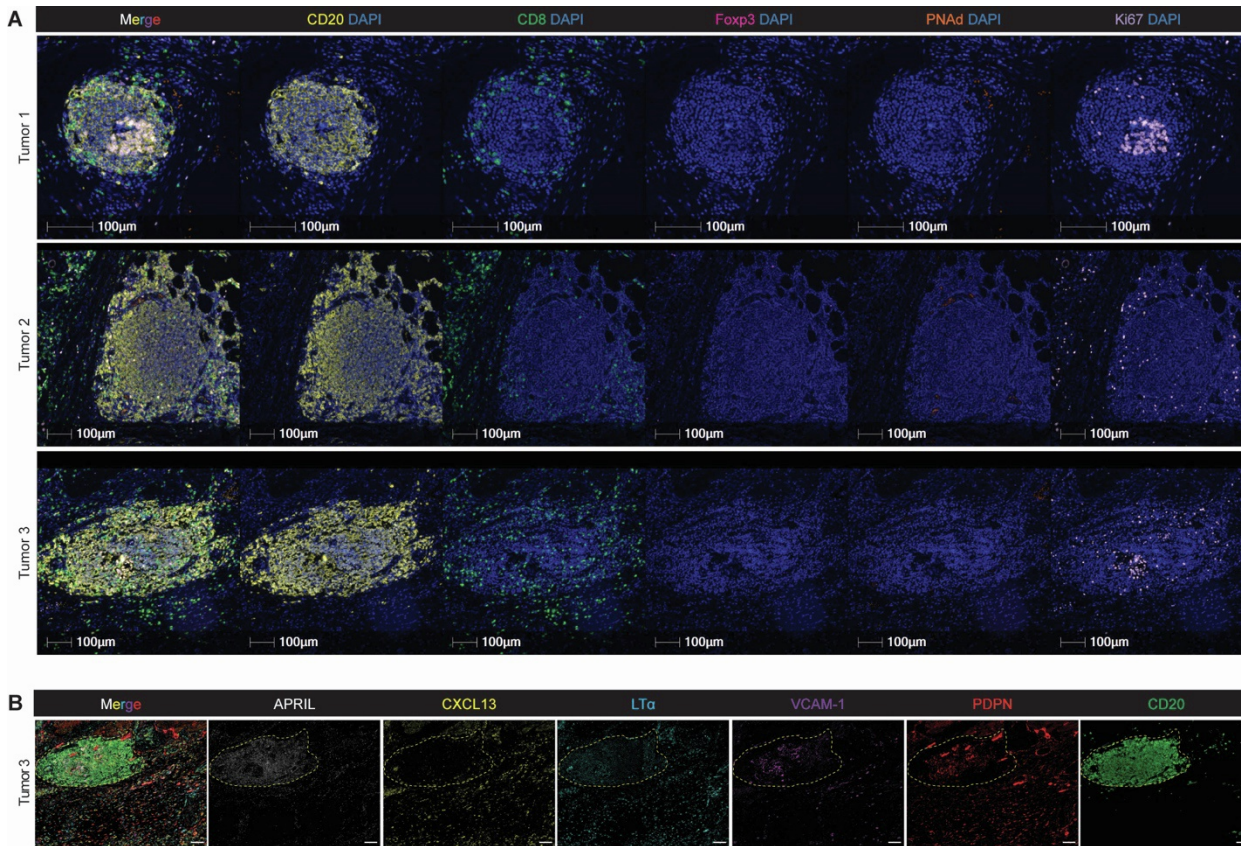 A
Merge CD20 DAPI CD8 DAPI Foxp3 DAPI PNAd DAPI Ki67 DAPI
Tumor 1
100μm 100μm 100μm 100μm 100μm 100μm
Tumor 2
100μm 100μm 100μm 100μm 100μm 100μm
Tumor 3
100μm 100μm 100μm 100μm 100μm 100μm
B
Merge APRIL CXCL13 LTα VCAM-1 PDPN CD20
Tumor 3